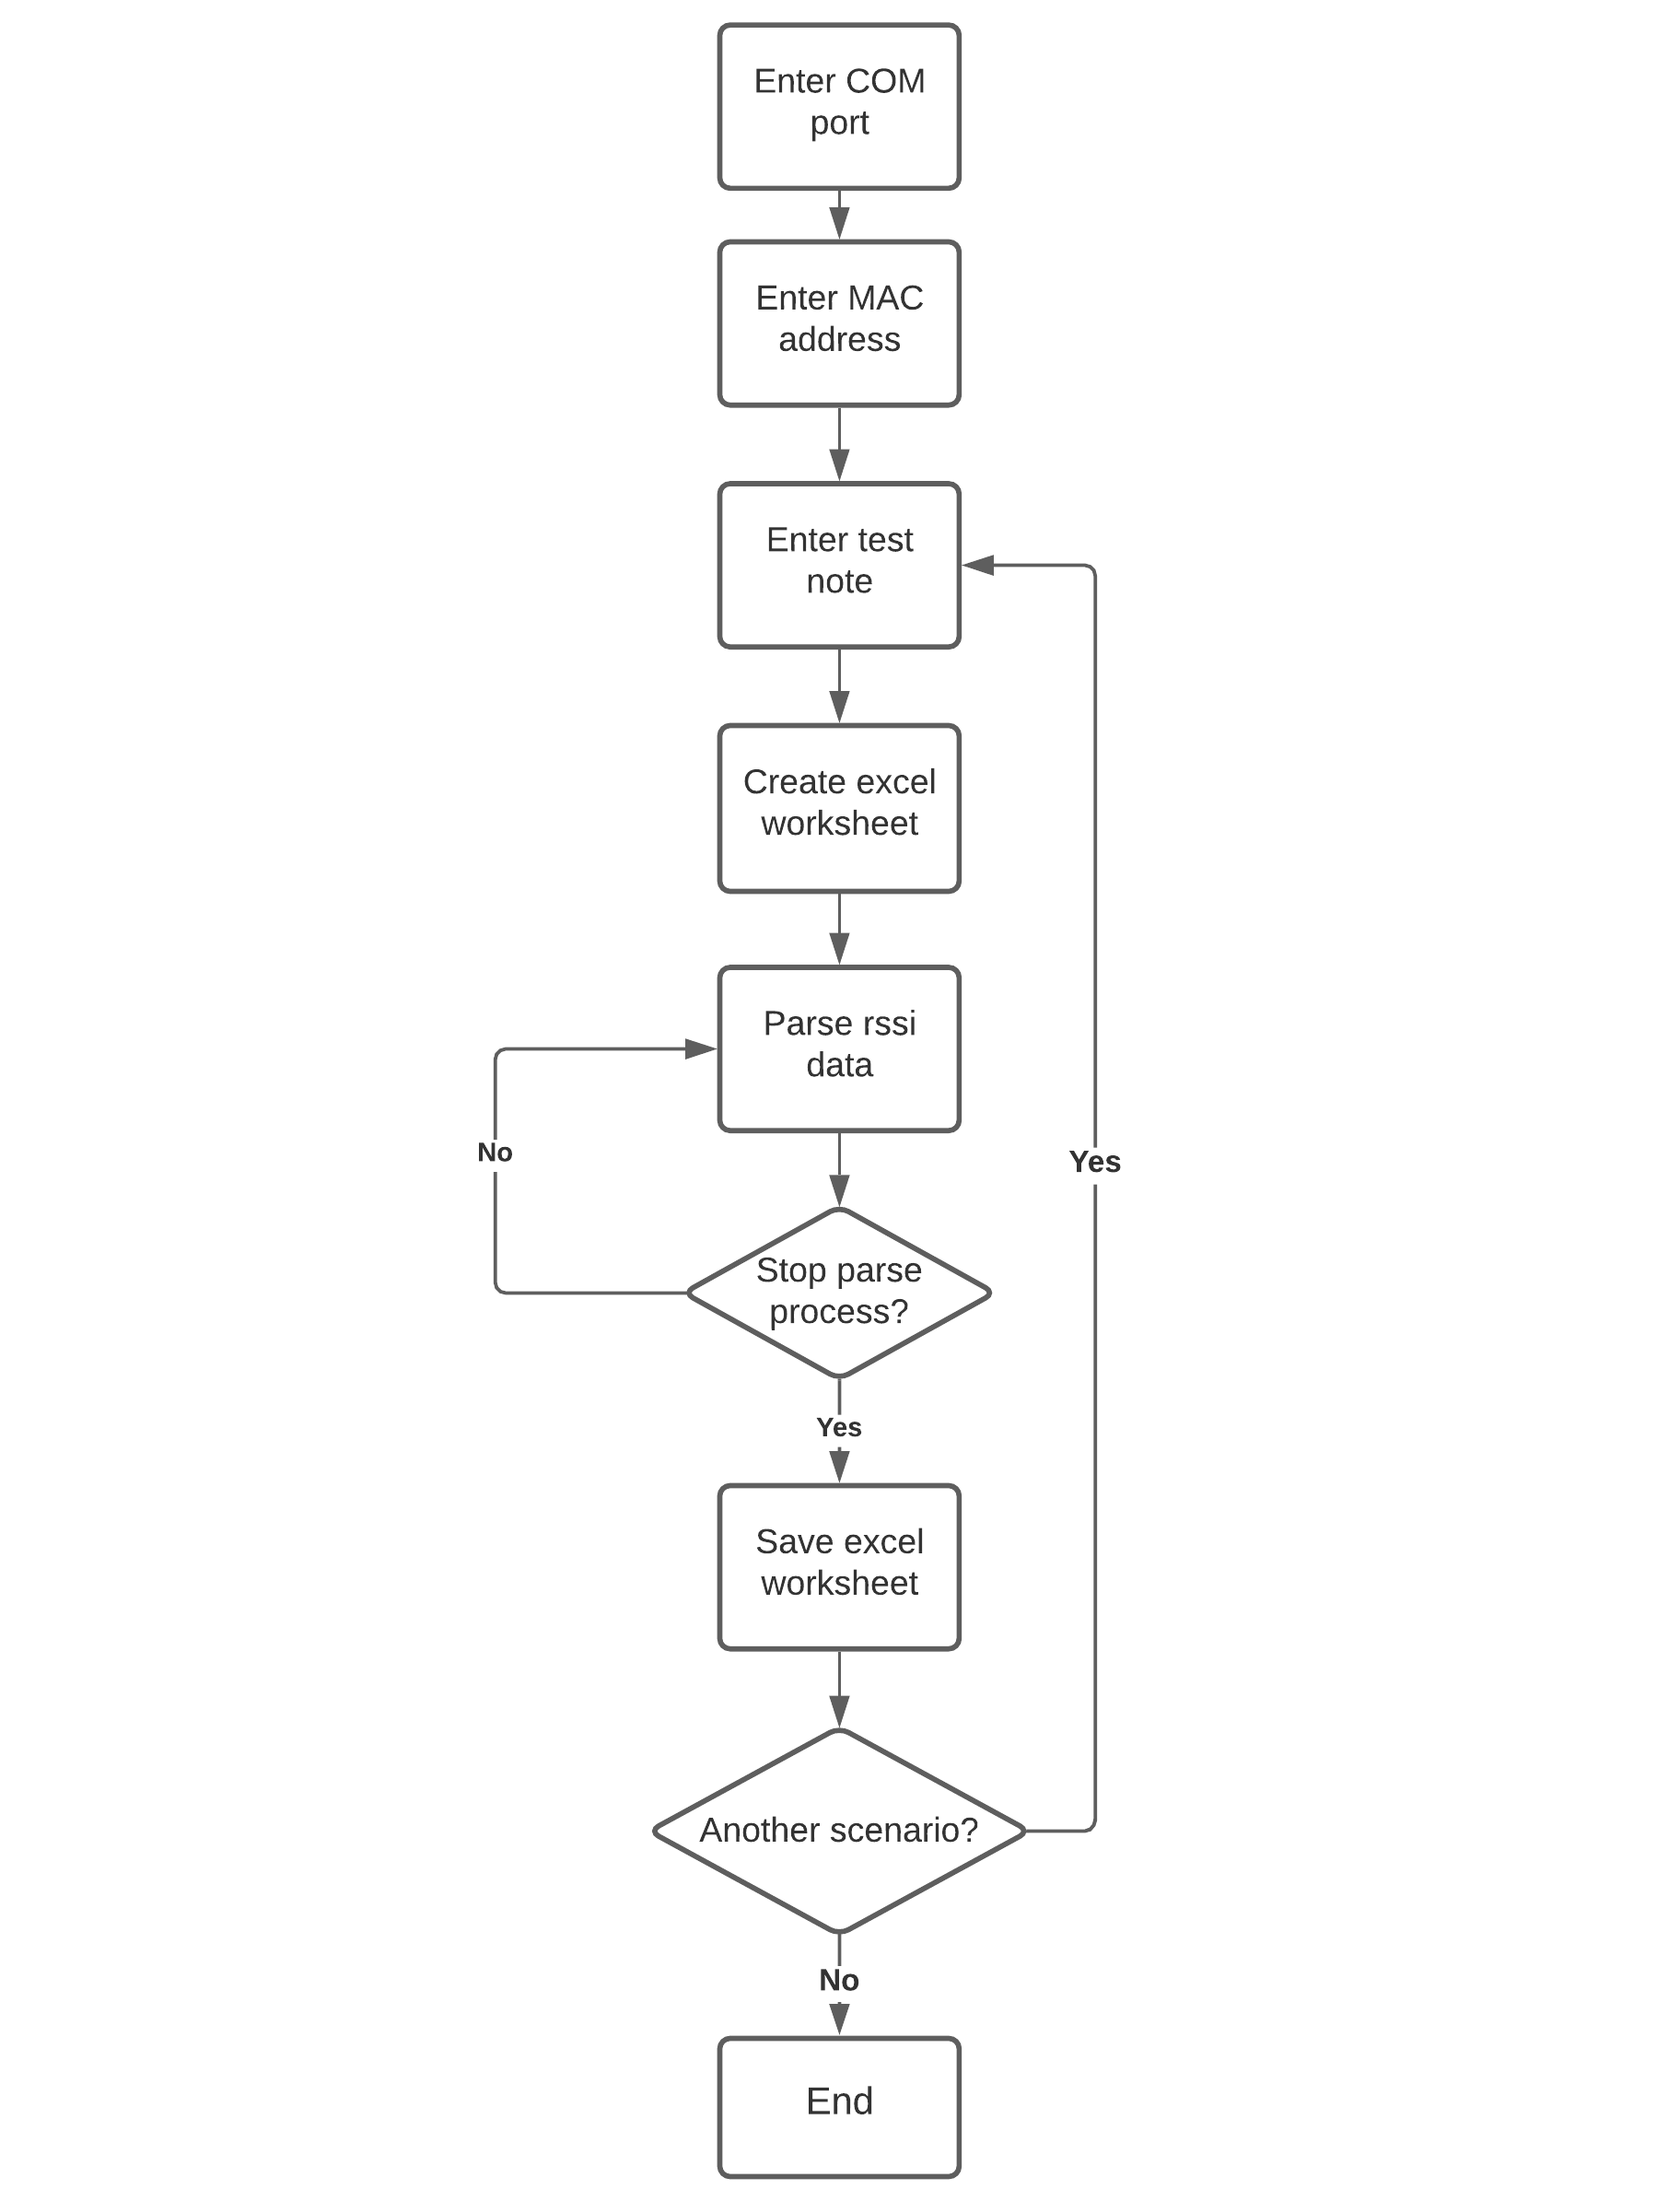 Enter COM
port
Enter MAC
address
Enter test
note
Create excel
worksheet
Parse rssi
data
No
Yes
Stop parse
process?
Yes
Save excel
worksheet
Another scenario?
No
End